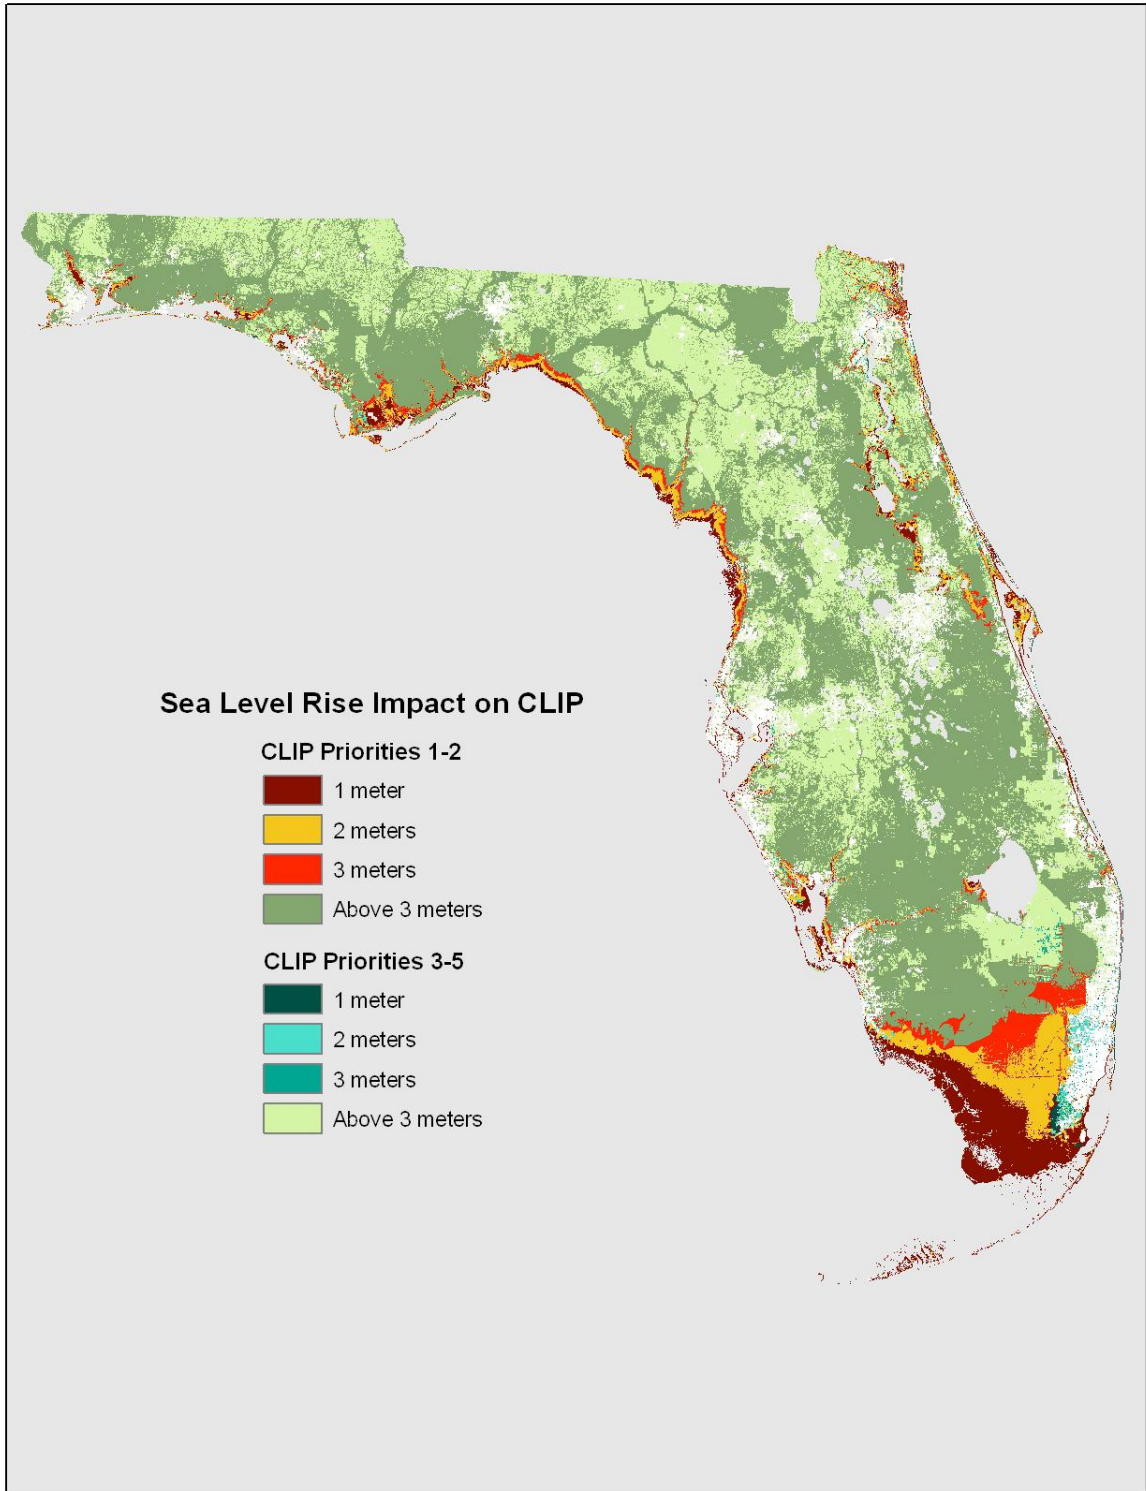 Sea Level Rise Impact on CLIP
CLIP Priorities 1-2
1 meter
2 meters
3 meters
Above 3 meters
CLIP Priorities 3-5
1 meter
2 meters
3 meters
Above 3 meters